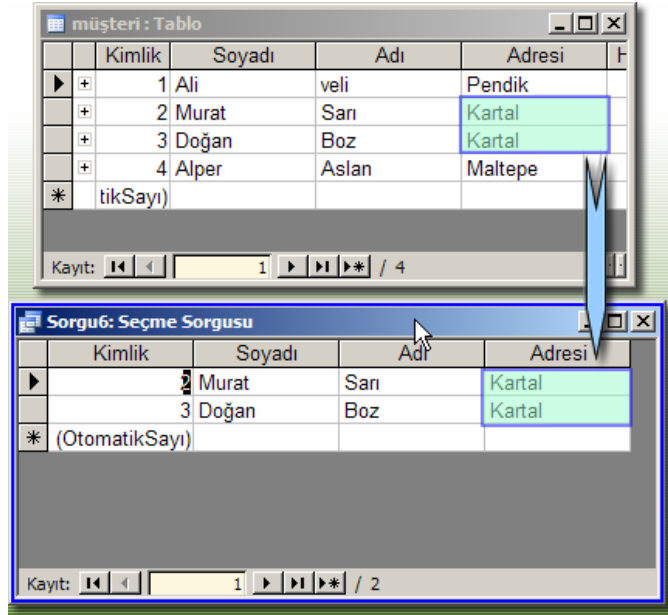 müşteri : Tablo
Kimlik Soyadı Adı Adresi
1 Ali veli Pendik
2 Murat Sarı Kartal
3 Doğan Boz Kartal
4 Alper Aslan Maltepe
tikSayı)
Kayıt: 1 / 4
Sorgu6: Seçme Sorgusu
Kimlik Soyadı Adı Adresi
2 Murat Sarı Kartal
3 Doğan Boz Kartal
(OtomatikSayı)
Kayıt: 1 / 2